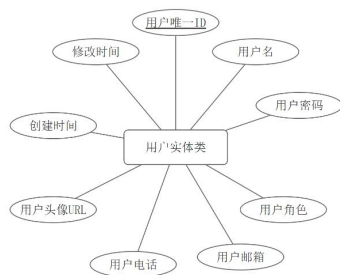 用户唯一ID
修改时间
用户名
用户密码
创建时间
用户实体类
用户头像URL
用户角色
用户电话
用户邮箱